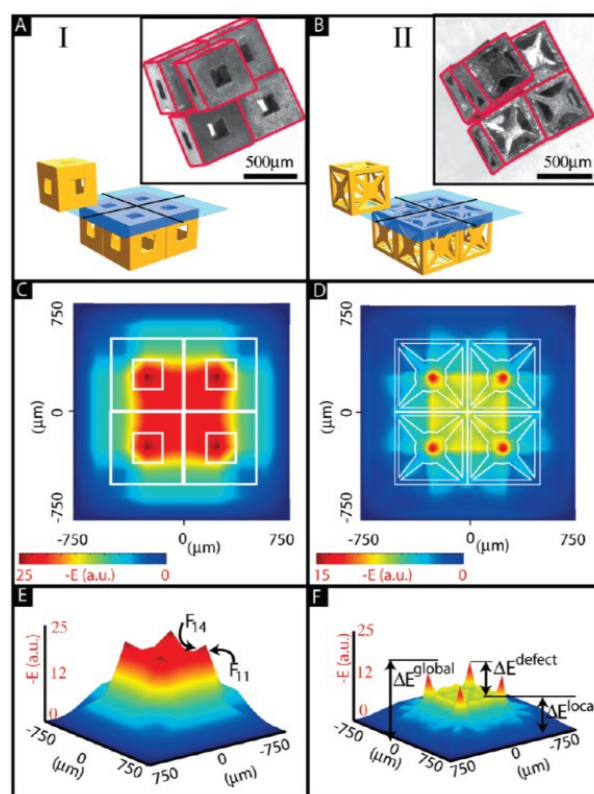 A
I
500µm
B
II
500µm
C
750
0
-750
(µm)
-750
0
750
(µm)
25
-E (a.u.)
0
D
750
0
-750
(µm)
-750
0
750
(µm)
15
-E (a.u.)
0
E
25
12
0
-E (a.u.)
F14
F11
-750
0
750
(µm)
750
0
-750
(µm)
F
25
12
0
-E (a.u.)
ΔEglobal
ΔEdefect
ΔEloca
-750
0
750
(µm)
750
0
-750
(µm)